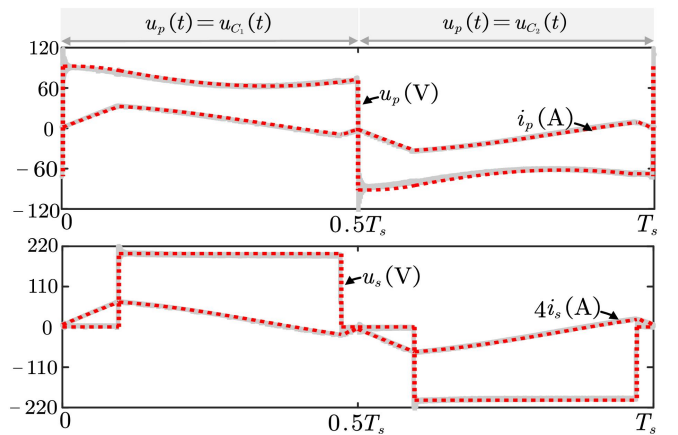 u_p(t) = u_{C_1}(t) u_p(t) = u_{C_2}(t)
120
60
u_p(V)
i_p(A)
0
−60
−120
0 0.5T_s T_s
220
u_s(V)
110
4i_s(A)
0
−110
−220
0 0.5T_s T_s